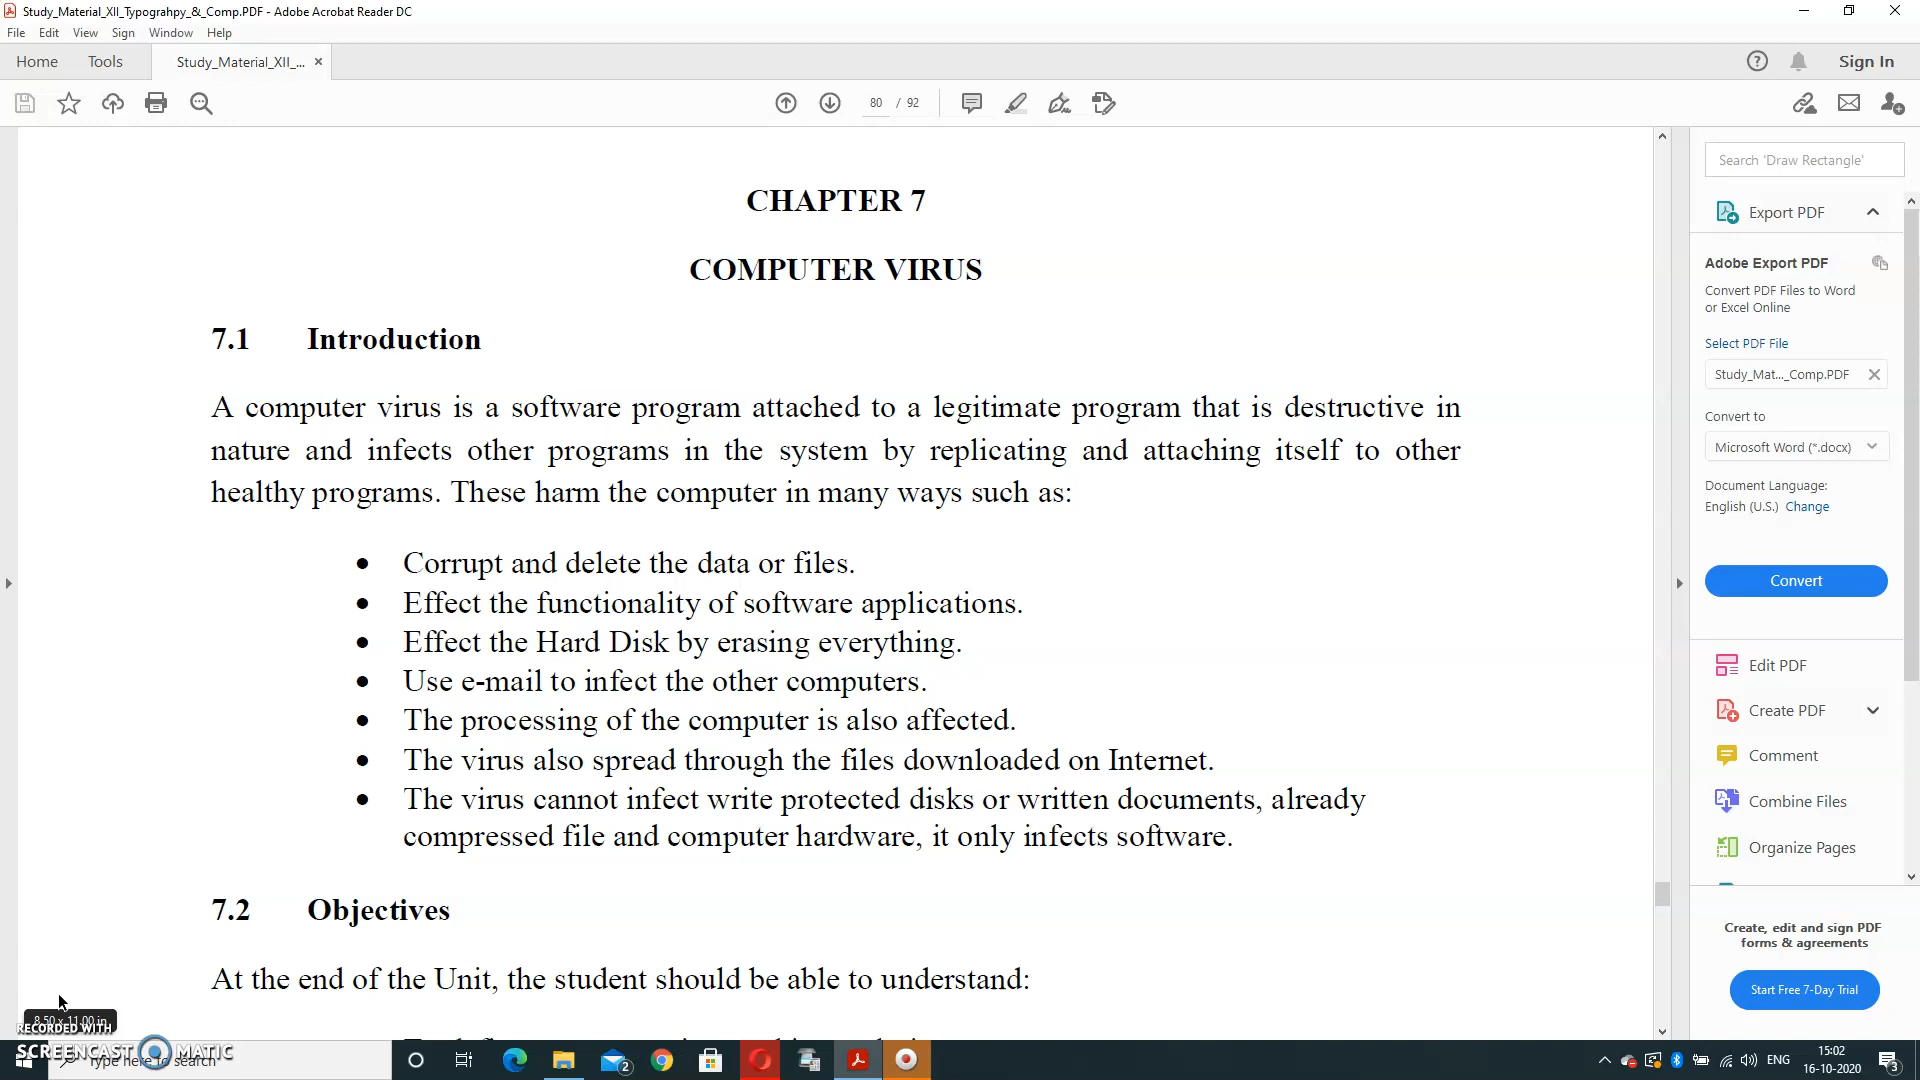 Study_Material_XII_Typograhpy_&_Comp.PDF - Adobe Acrobat Reader DC
File Edit View Sign Window Help
Home Tools Study_Material_XII_... × Sign In
80 / 92
CHAPTER 7
COMPUTER VIRUS
7.1 Introduction
A computer virus is a software program attached to a legitimate program that is destructive in
nature and infects other programs in the system by replicating and attaching itself to other
healthy programs. These harm the computer in many ways such as:
• Corrupt and delete the data or files.
• Effect the functionality of software applications.
• Effect the Hard Disk by erasing everything.
• Use e-mail to infect the other computers.
• The processing of the computer is also affected.
• The virus also spread through the files downloaded on Internet.
• The virus cannot infect write protected disks or written documents, already
compressed file and computer hardware, it only infects software.
7.2 Objectives
At the end of the Unit, the student should be able to understand:
Search 'Draw Rectangle'
Export PDF
Adobe Export PDF
Convert PDF Files to Word
or Excel Online
Select PDF File
Study_Mat..._Comp.PDF
Convert to
Microsoft Word (*.docx)
Document Language:
English (U.S.) Change
Convert
Edit PDF
Create PDF
Comment
Combine Files
Organize Pages
Create, edit and sign PDF
forms & agreements
Start Free 7-Day Trial
8.50 x 11.00 in
RECORDED WITH
SCREENCAST MATIC
Type here to search
2
ENG
15:02
16-10-2020
3